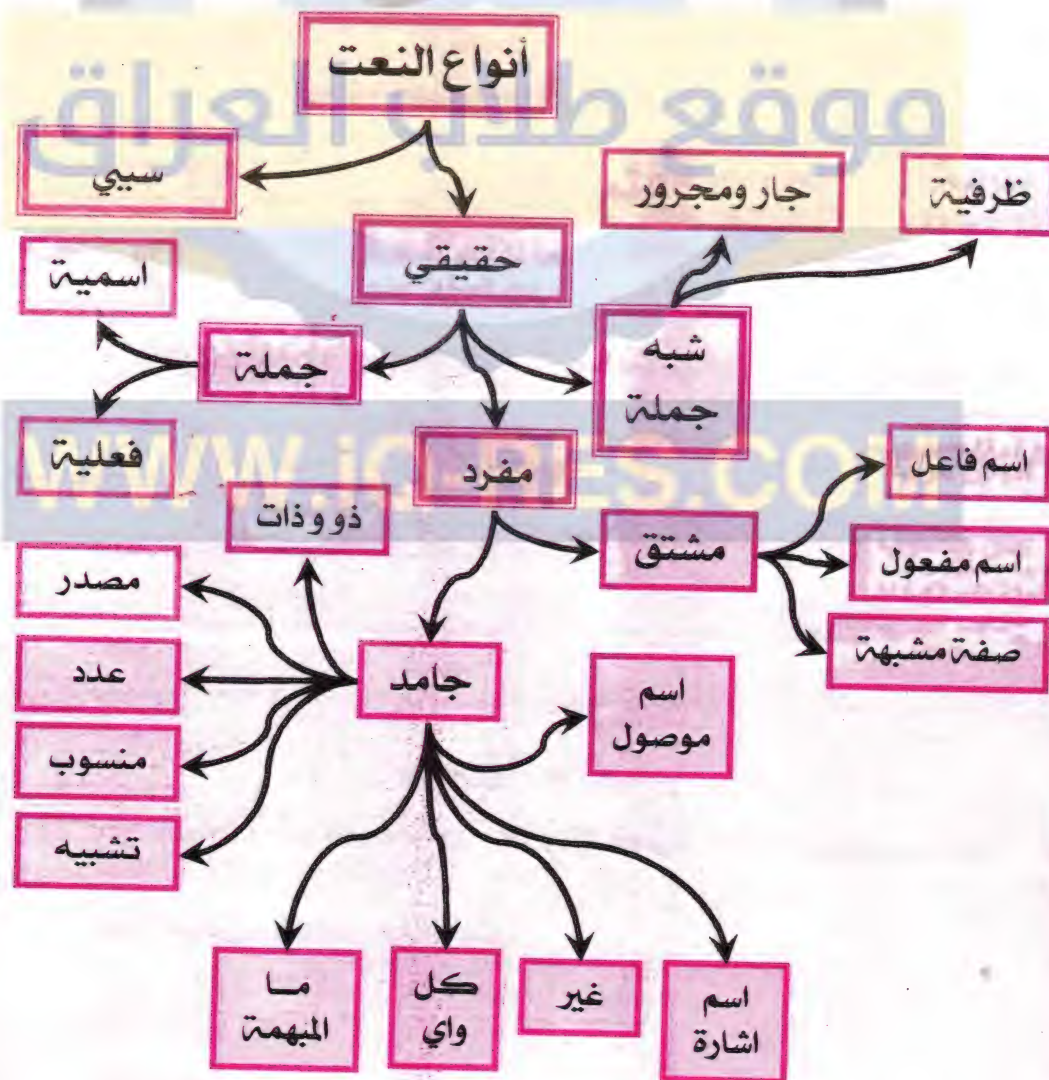 أنواع النعت
موقع طلاب العراق
سببي
حقيقي
جار ومجرور
ظرفية
اسمية
جملة
شبه
جملة
فعلية
WWW.iQ-RES.COM
مفرد
اسم فاعل
ذو وذات
مشتق
اسم مفعول
مصدر
صفة مشبهة
جامد
اسم
موصول
عدد
منسوب
تشبيه
ما
المبهمة
كل
واي
غير
اسم
اشارة